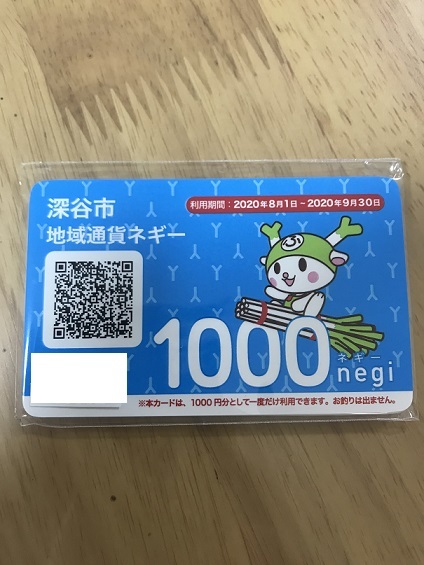 深谷市
地域通貨ネギー
利用期間：2020年8月1日～2020年9月30日
1000
ネギー
negi
※本カードは、1000円分として一度だけ利用できます。お釣りは出ません。